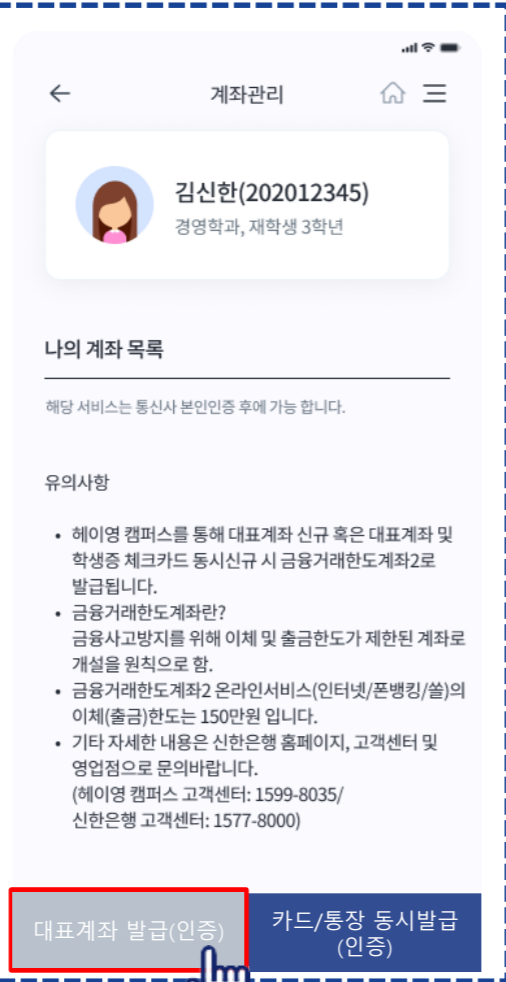 계좌관리
김신한(202012345)
경영학과, 재학생 3학년
나의 계좌 목록
해당 서비스는 통신사 본인인증 후에 가능 합니다.
유의사항
• 헤이영 캠퍼스를 통해 대표계좌 신규 혹은 대표계좌 및
학생증 체크카드 동시신규 시 금융거래한도계좌2로
발급됩니다.
• 금융거래한도계좌란?
금융사고방지를 위해 이체 및 출금한도가 제한된 계좌로
개설을 원칙으로 함.
• 금융거래한도계좌2 온라인서비스(인터넷/폰뱅킹/쏠)의
이체(출금)한도는 150만원 입니다.
• 기타 자세한 내용은 신한은행 홈페이지, 고객센터 및
영업점으로 문의바랍니다.
(헤이영 캠퍼스 고객센터: 1599-8035/
신한은행 고객센터: 1577-8000)
대표계좌 발급(인증)
카드/통장 동시발급
(인증)